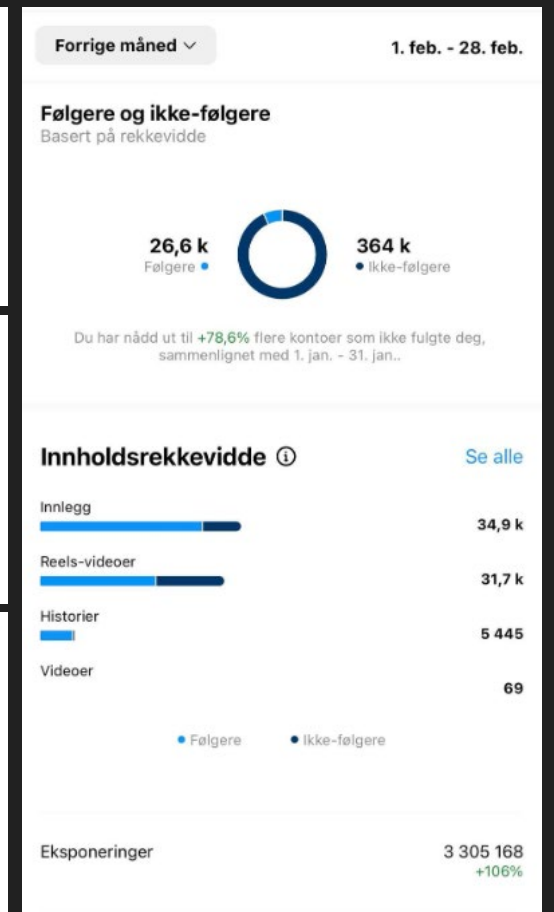 Forrige måned
1. feb. - 28. feb.
Følgere og ikke-følgere
Basert på rekkevidde
26,6 k
Følgere
364 k
Ikke-følgere
Du har nådd ut til +78,6% flere kontoer som ikke fulgte deg,
sammenlignet med 1. jan. - 31. jan..
Innholdsrekkevidde
Se alle
Innlegg
34,9 k
Reels-videoer
31,7 k
Historier
5 445
Videoer
69
Følgere
Ikke-følgere
Eksponeringer
3 305 168
+106%